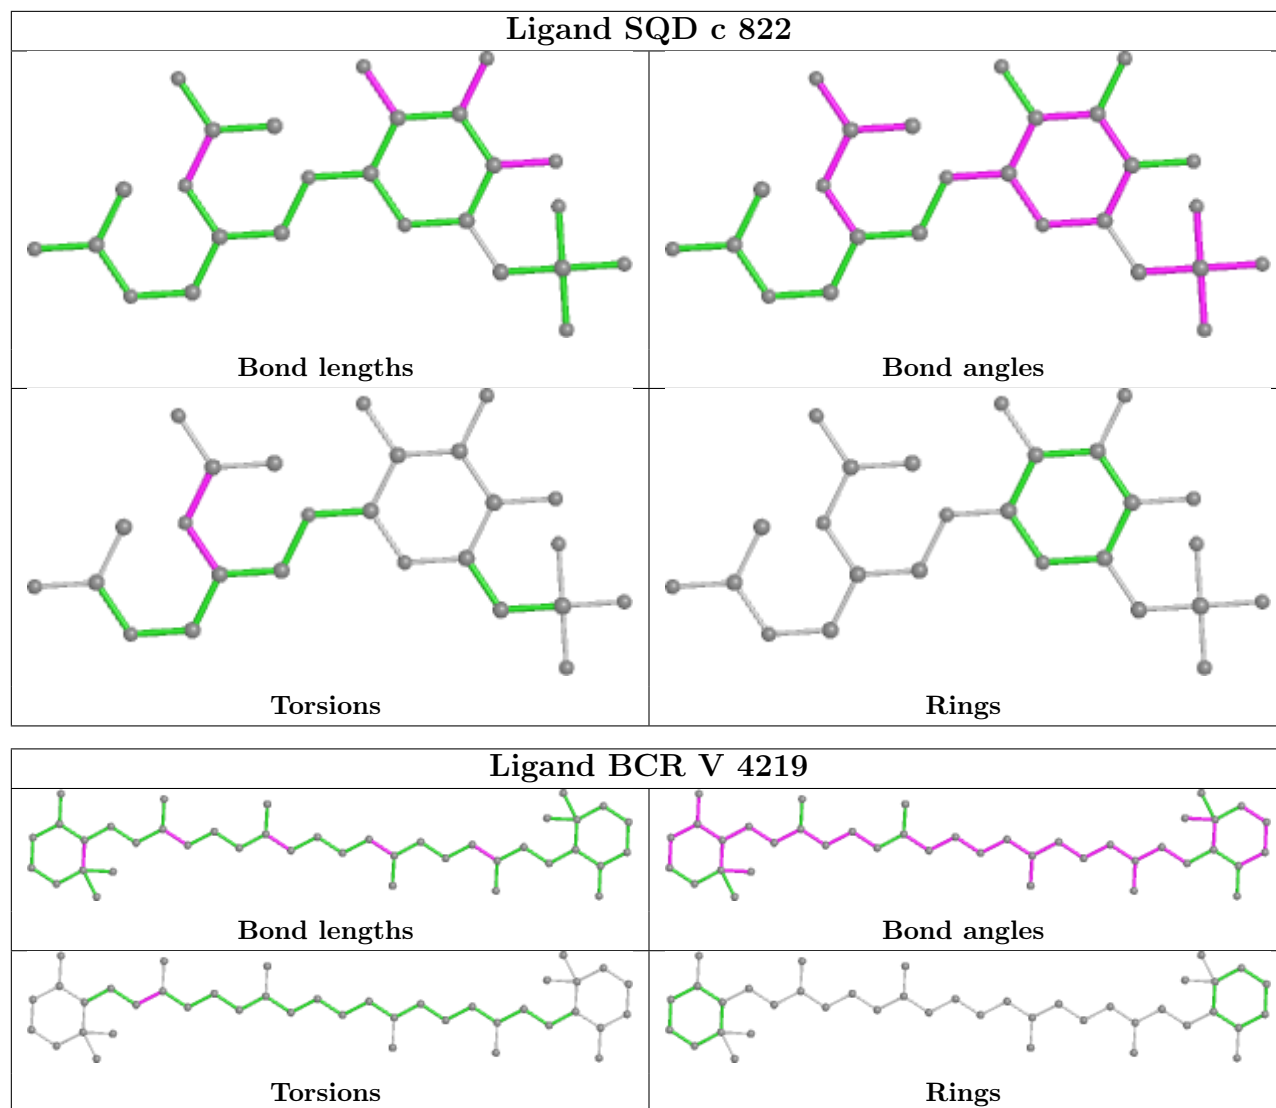 Ligand SQD c 822
Bond lengths
Bond angles
Torsions
Rings
Ligand BCR V 4219
Bond lengths
Bond angles
Torsions
Rings